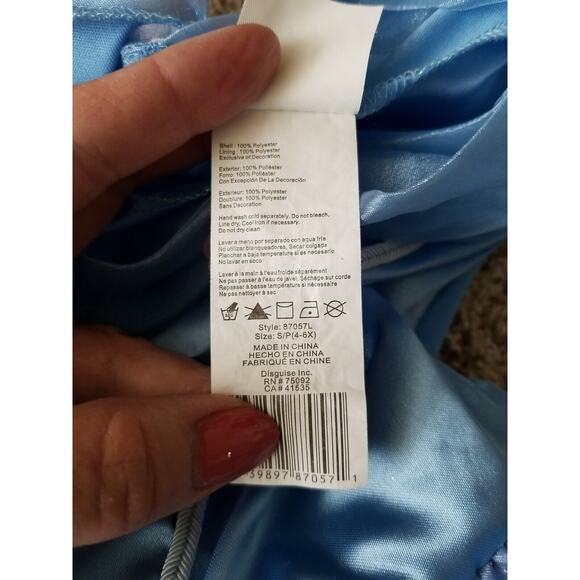 Shell : 100% Polyester
Lining : 100% Polyester
Exclusive of Decoration
Exterior: 100% Poliéster
Forro: 100% Poliéster
Con Excepción De La Decoración
Exterieur: 100% Polyester
Doublure: 100% Polyester
Sans Decoration
Hand wash cold separately, Do not bleach.
Line dry, Cool iron if necessary.
Do not dry clean
Lavar a mano por separado con agua fria
No utilizar blanqueadores, Secar colgada
Planchar a baja temperatura si es necesario
No lavar en seco
Laver à la main à l'eau froide séparément
Ne pas passer à l'eau de javel. Séchage sur corde
Repasser à basse température si nécessaire
Ne pas nettoyer à sec
Style: 87057L
Size: S/P(4-6X)
MADE IN CHINA
HECHO EN CHINA
FABRIQUÉ EN CHINE
Disguise Inc.
RN # 75092
CA # 41535
39897 87057 1